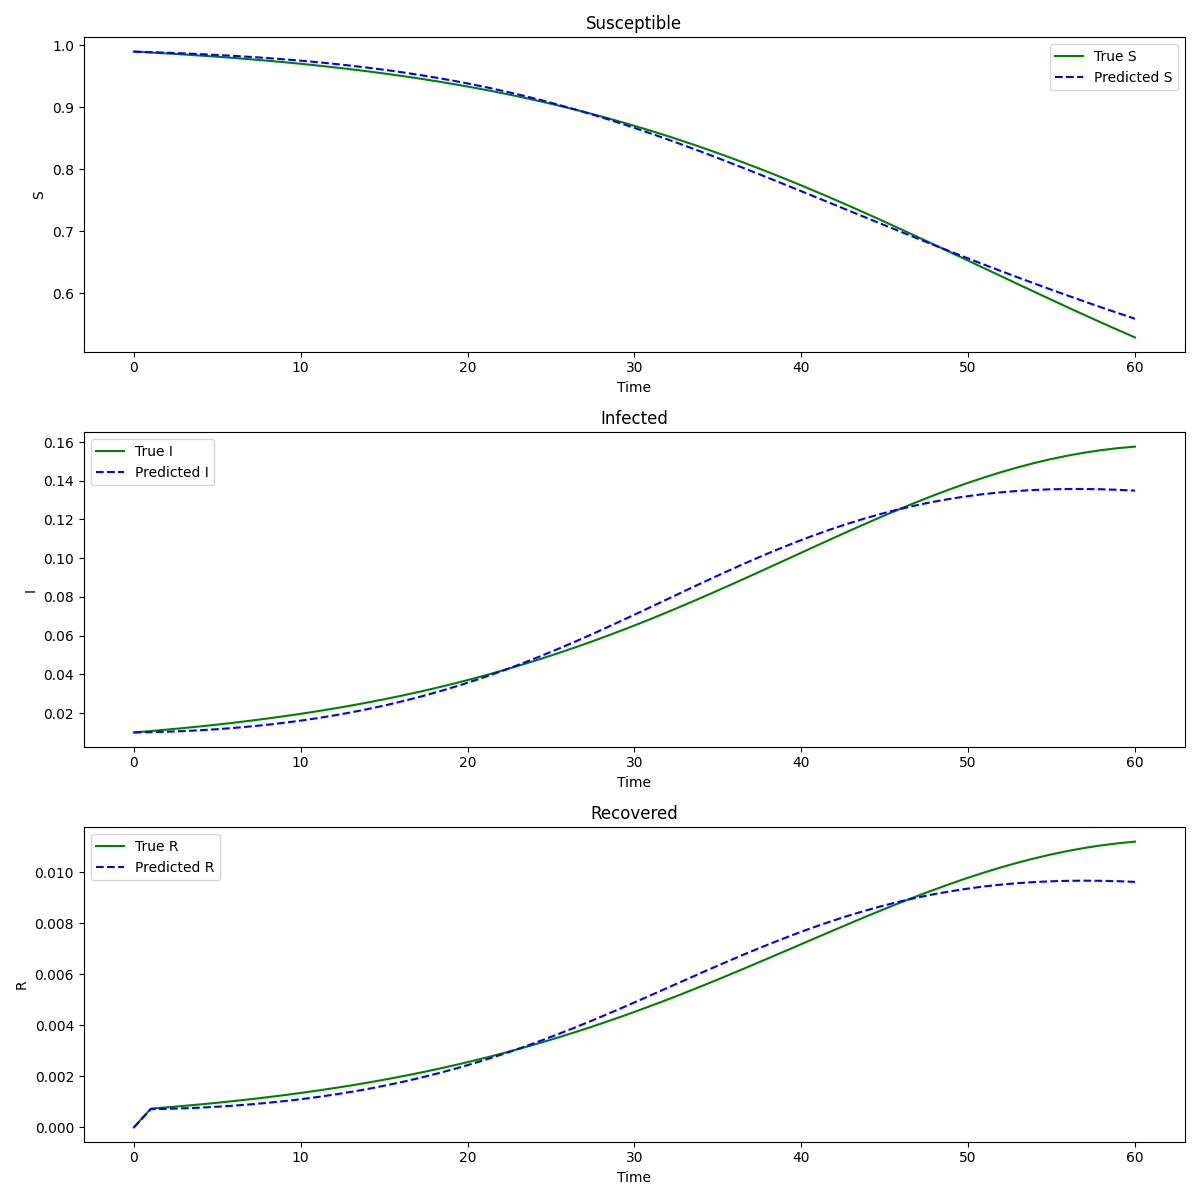 Susceptible
True S
Predicted S
1.0
0.9
0.8
0.7
0.6
S
0 10 20 30 40 50 60
Time
Infected
True I
Predicted I
0.16
0.14
0.12
0.10
0.08
0.06
0.04
0.02
I
0 10 20 30 40 50 60
Time
Recovered
True R
Predicted R
0.010
0.008
0.006
0.004
0.002
0.000
R
0 10 20 30 40 50 60
Time